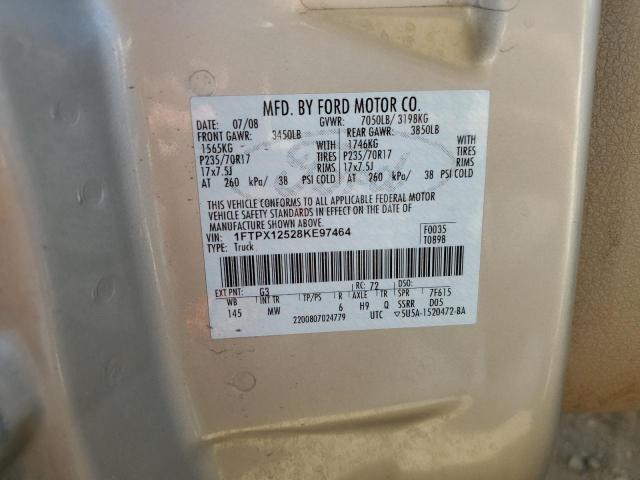 MFD. BY FORD MOTOR CO.
DATE: 07/08 GVWR: 7050LB/ 3198KG
FRONT GAWR: 3450LB REAR GAWR: 3850LB
1565KG WITH 1746KG WITH
P235/70R17 TIRES P235/70R17 TIRES
17x7.5J RIMS 17x7.5J RIMS
AT 260 kPa/ 38 PSI COLD AT 260 kPa/ 38 PSI COLD
THIS VEHICLE CONFORMS TO ALL APPLICABLE FEDERAL MOTOR
VEHICLE SAFETY STANDARDS IN EFFECT ON THE DATE OF
MANUFACTURE SHOWN ABOVE.
VIN: 1FTPX12528KE97464 F0035
TYPE: Truck T0898
EXT PNT: G3 RC: 72 DSO:
WB INT TR TP/PS R AXLE TR SPR 7F615
145 MW 6 H9 Q SSRR D05
2200807024779 UTC ▽5U5A-1520472-BA